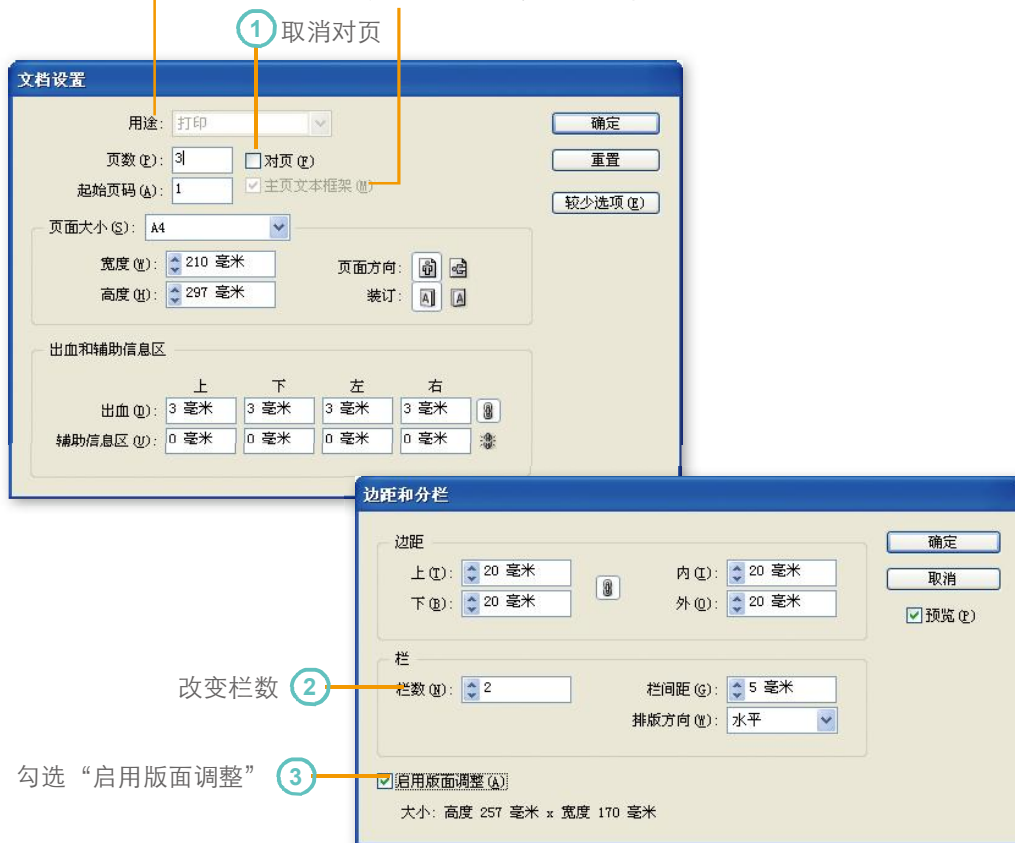 1 取消对页
文档设置
用途: 打印
确定
页数(P): 3 对页(F)
重置
起始页码(A): 1 主页文本框架(M)
较少选项(E)
页面大小(S): A4
宽度(W): 210 毫米 页面方向:
高度(H): 297 毫米 装订:
出血和辅助信息区
上 下 左 右
出血(D): 3 毫米 3 毫米 3 毫米 3 毫米
辅助信息区(U): 0 毫米 0 毫米 0 毫米 0 毫米
边距和分栏
边距
确定
上(T): 20 毫米 内(I): 20 毫米
取消
下(B): 20 毫米 外(O): 20 毫米
预览(P)
栏
改变栏数 2
栏数(N): 2 栏间距(G): 5 毫米
排版方向(W): 水平
勾选“启用版面调整” 3
启用版面调整(A)
大小: 高度 257 毫米 x 宽度 170 毫米